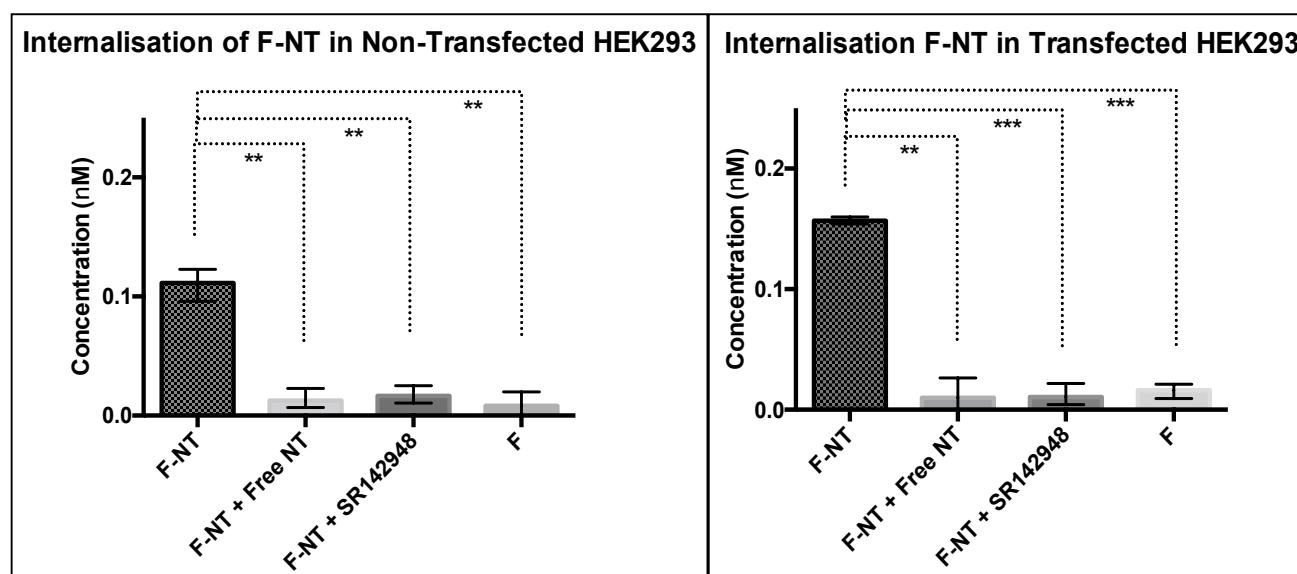 Internalisation of F-NT in Non-Transfected HEK293
**
**
**
Concentration (nM)
0.2
0.1
0.0
F-NT
F-NT + Free NT
F-NT + SR142948
F
Internalisation F-NT in Transfected HEK293
***
***
**
Concentration (nM)
0.2
0.1
0.0
F-NT
F-NT + Free NT
F-NT + SR142948
F